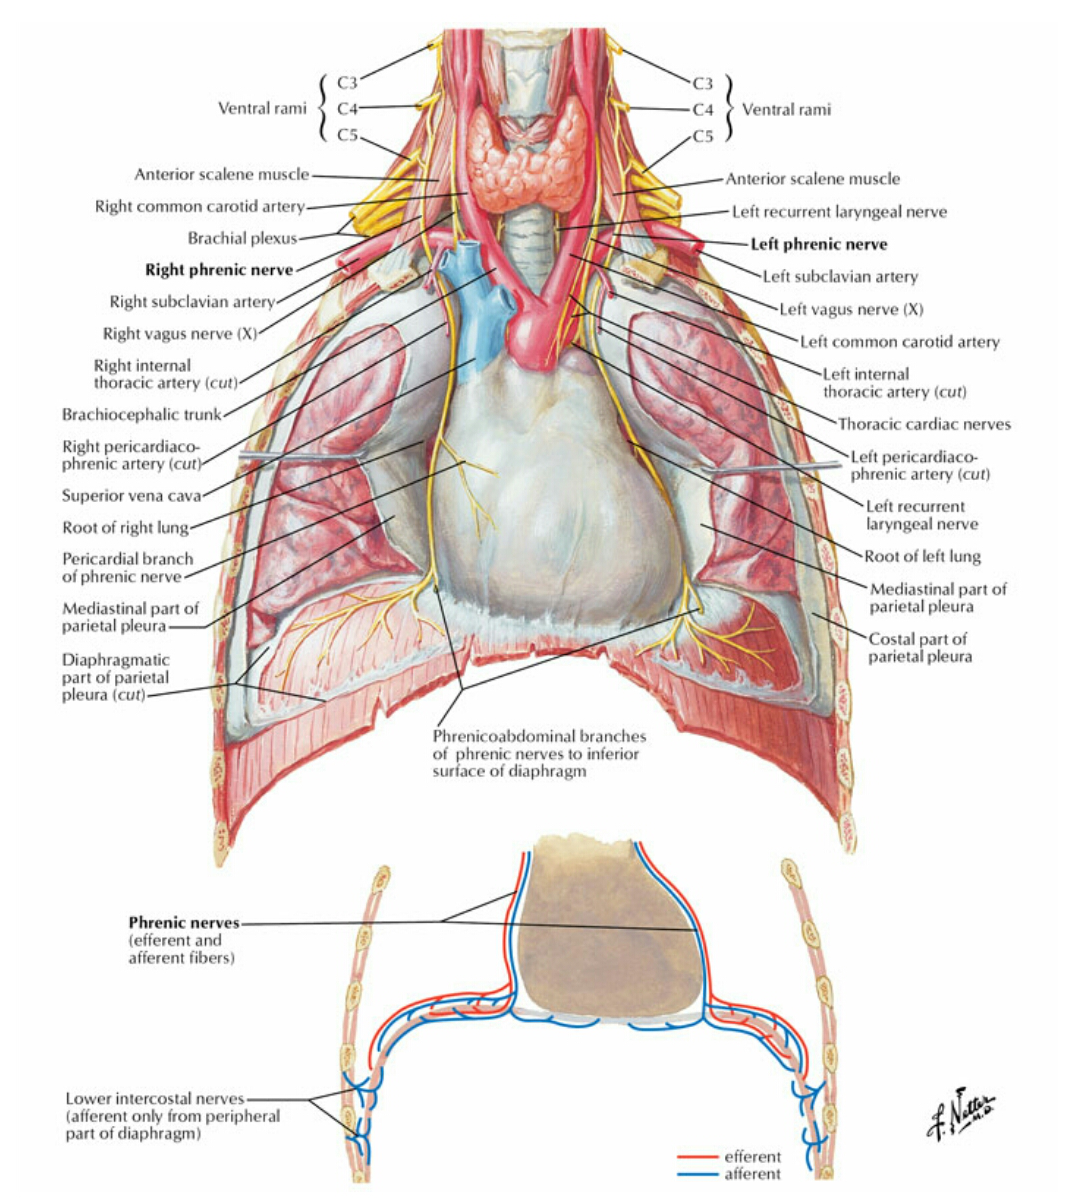 C3
Ventral rami
C4
C5
Anterior scalene muscle
Right common carotid artery
Brachial plexus
Right phrenic nerve
Right subclavian artery
Right vagus nerve (X)
Right internal
thoracic artery (cut)
Brachiocephalic trunk
Right pericardiaco-
phrenic artery (cut)
Superior vena cava
Root of right lung
Pericardial branch
of phrenic nerve
Mediastinal part of
parietal pleura
Diaphragmatic
part of parietal
pleura (cut)
C3
C4
Ventral rami
C5
Anterior scalene muscle
Left recurrent laryngeal nerve
Left phrenic nerve
Left subclavian artery
Left vagus nerve (X)
Left common carotid artery
Left internal
thoracic artery (cut)
Thoracic cardiac nerves
Left pericardiaco-
phrenic artery (cut)
Left recurrent
laryngeal nerve
Root of left lung
Mediastinal part of
parietal pleura
Costal part of
parietal pleura
Phrenicoabdominal branches
of phrenic nerves to inferior
surface of diaphragm
Phrenic nerves
(efferent and
afferent fibers)
Lower intercostal nerves
(afferent only from peripheral
part of diaphragm)
F. Netter
M.D.
efferent
afferent